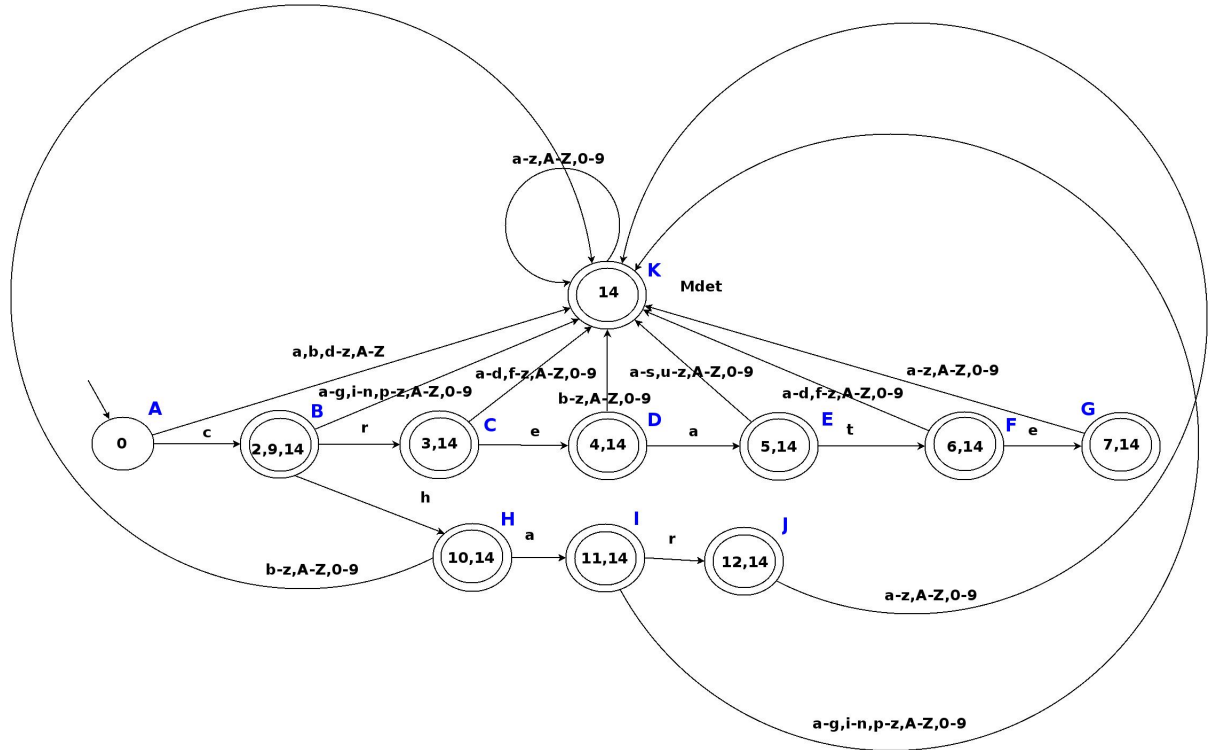 a-z,A-Z,0-9
K
14
Mdet
a,b,d-z,A-Z
a-g,i-n,p-z,A-Z,0-9
a-d,f-z,A-Z,0-9
b-z,A-Z,0-9
a-s,u-z,A-Z,0-9
a-d,f-z,A-Z,0-9
a-z,A-Z,0-9
A
B
C
D
E
F
G
0
c
2,9,14
r
3,14
e
4,14
a
5,14
t
6,14
e
7,14
h
H
I
J
10,14
a
11,14
r
12,14
b-z,A-Z,0-9
a-z,A-Z,0-9
a-g,i-n,p-z,A-Z,0-9